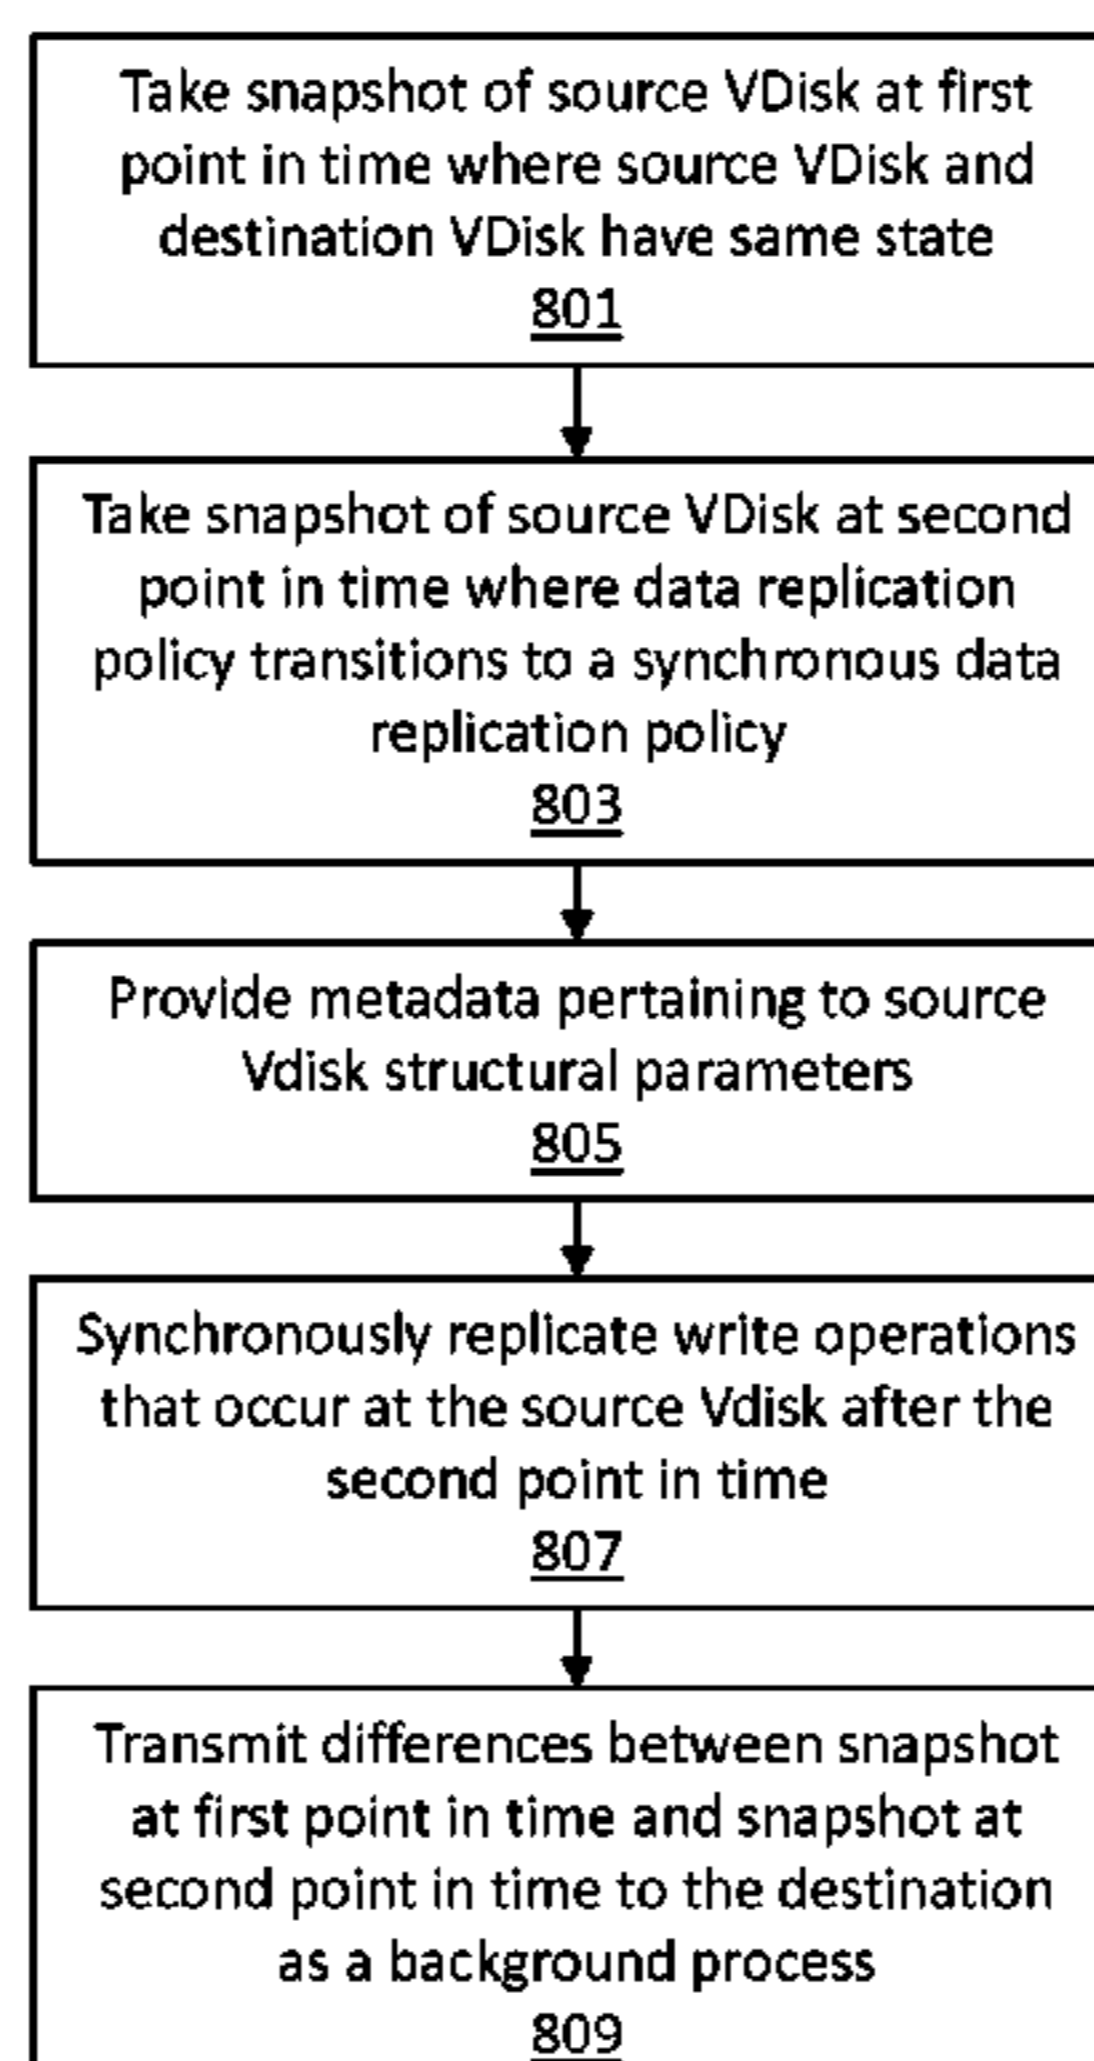 Take snapshot of source VDisk at first
point in time where source VDisk and
destination VDisk have same state
801
Take snapshot of source VDisk at second
point in time where data replication
policy transitions to a synchronous data
replication policy
803
Provide metadata pertaining to source
Vdisk structural parameters
805
Synchronously replicate write operations
that occur at the source Vdisk after the
second point in time
807
Transmit differences between snapshot
at first point in time and snapshot at
second point in time to the destination
as a background process
809